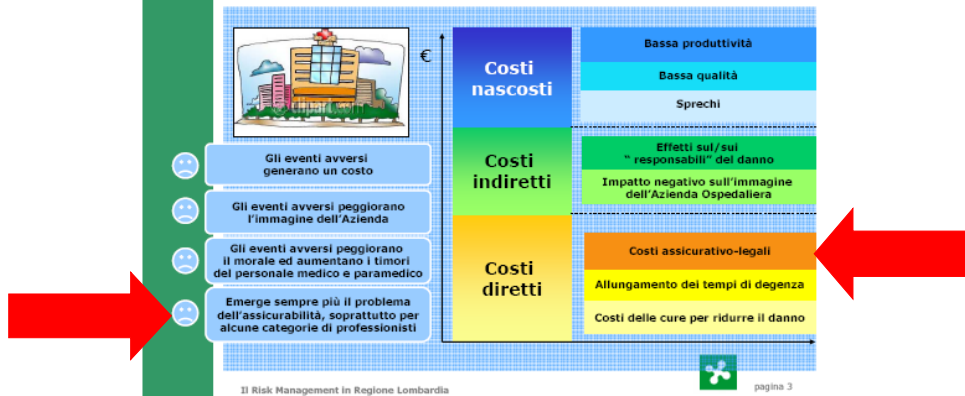 €
Costi
nascosti
Bassa produttività
Bassa qualità
Sprechi
Gli eventi avversi
generano un costo
Gli eventi avversi peggiorano
l'immagine dell'Azienda
Gli eventi avversi peggiorano
il morale ed aumentano i timori
del personale medico e paramedico
Emerge sempre più il problema
dell'assicurabilità, soprattutto per
alcune categorie di professionisti
Costi
indiretti
Effetti sul/sui
" responsabili" del danno
Impatto negativo sull'immagine
dell'Azienda Ospedaliera
Costi
diretti
Costi assicurativo-legali
Allungamento dei tempi di degenza
Costi delle cure per ridurre il danno
Il Risk Management in Regione Lombardia
pagina 3